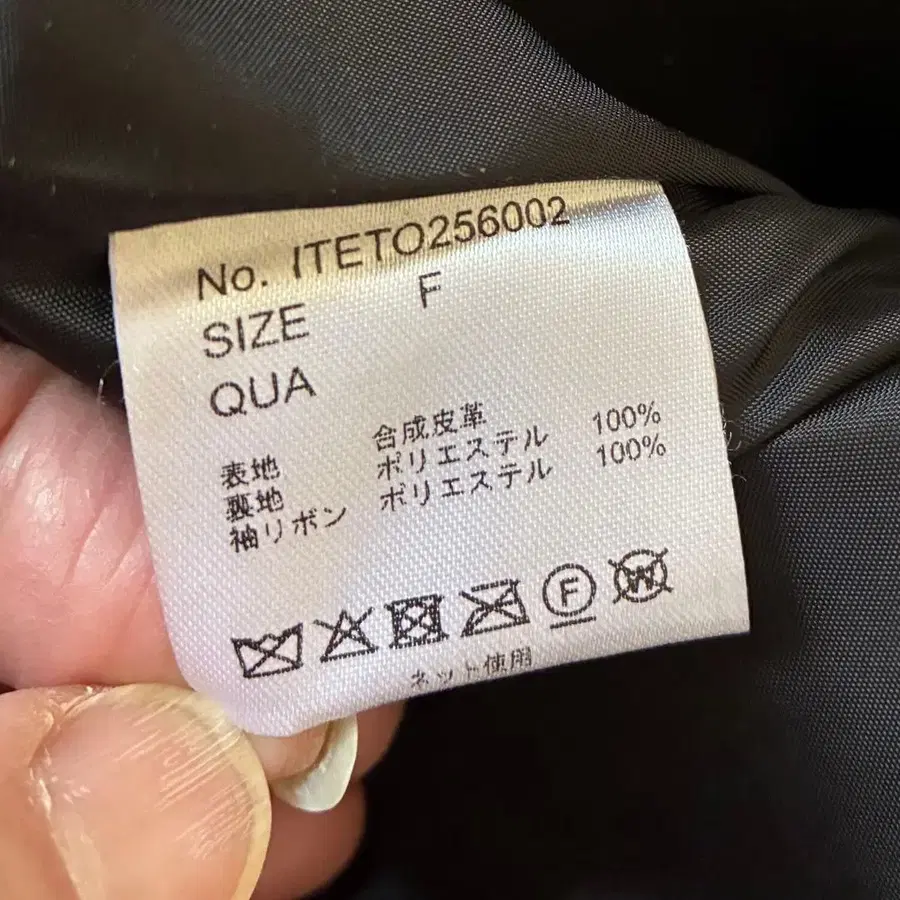 No. ITETO256002
SIZE F
QUA
表地 合成皮革
裏地 ポリエステル 100%
袖リボン ポリエステル 100%
F
W
ネット使用